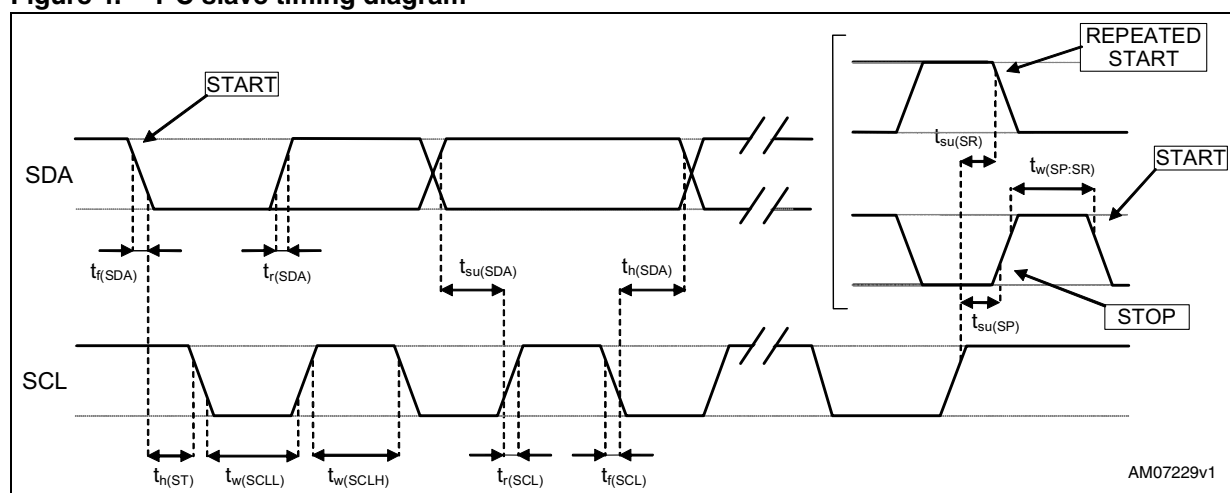 REPEATED
START
START
tsu(SR)
START
tw(SP:SR)
SDA
tf(SDA)
tr(SDA)
tsu(SDA)
th(SDA)
tsu(SP)
STOP
SCL
th(ST)
tw(SCLL)
tw(SCLH)
tr(SCL)
tf(SCL)
AM07229v1